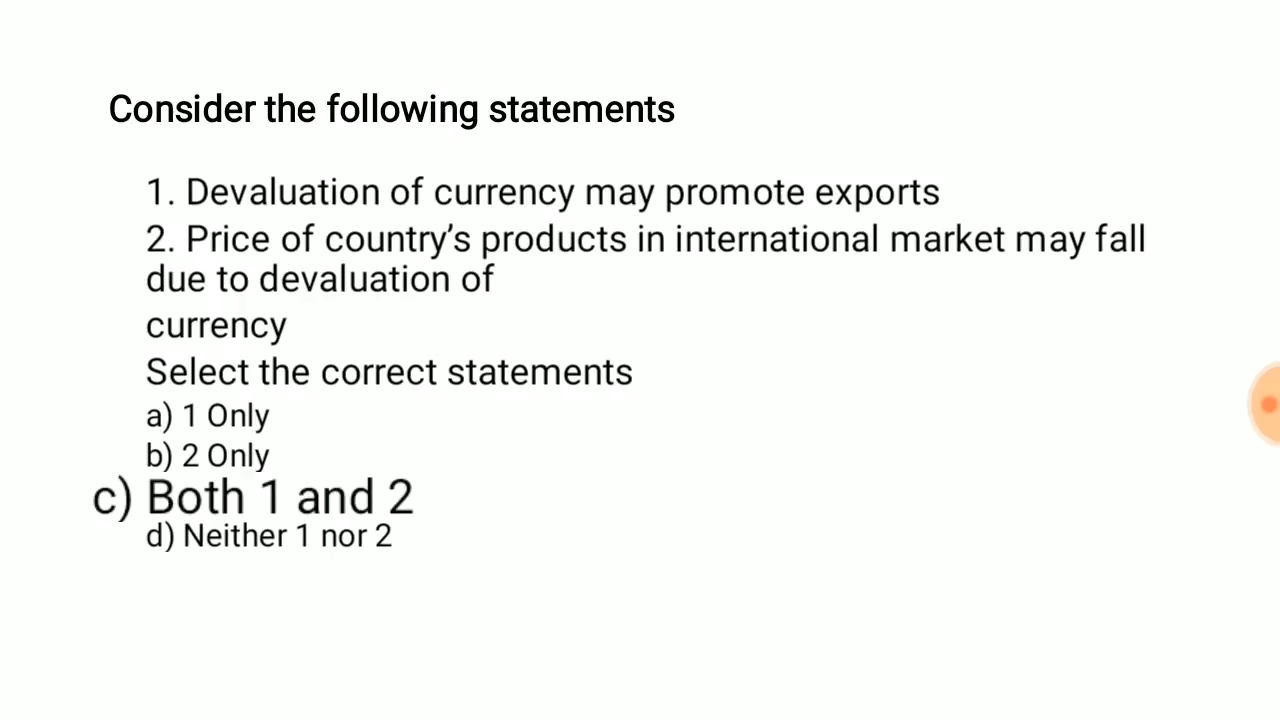 Consider the following statements
1. Devaluation of currency may promote exports
2. Price of country’s products in international market may fall
due to devaluation of
currency
Select the correct statements
a) 1 Only
b) 2 Only
c) Both 1 and 2
d) Neither 1 nor 2